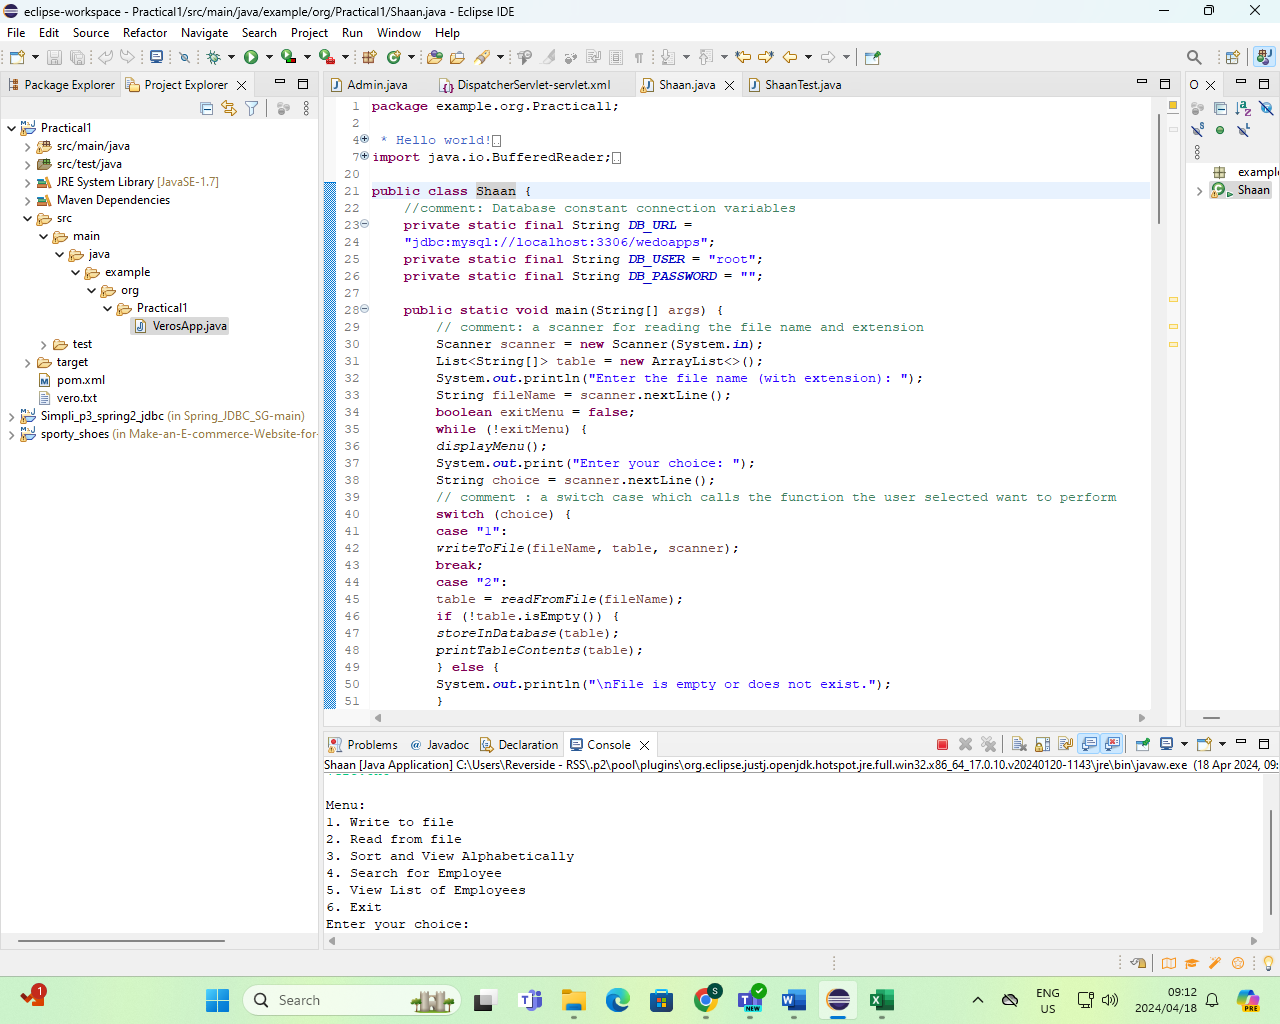 eclipse-workspace - Practical1/src/main/java/example/org/Practical1/Shaan.java - Eclipse IDE
File Edit Source Refactor Navigate Search Project Run Window Help
Package Explorer Project Explorer
Practical1
src/main/java
src/test/java
JRE System Library [JavaSE-1.7]
Maven Dependencies
src
main
java
example
org
Practical1
VerosApp.java
test
target
pom.xml
vero.txt
Simpli_p3_spring2_jdbc (in Spring_JDBC_SG-main)
sporty_shoes (in Make-an-E-commerce-Website-for-
Admin.java DispatcherServlet-servlet.xml Shaan.java ShaanTest.java
1 package example.org.Practical1;
2
4 * Hello world!
7 import java.io.BufferedReader;
20
21 public class Shaan {
22 //comment: Database constant connection variables
23 private static final String DB_URL =
24 "jdbc:mysql://localhost:3306/wedoapps";
25 private static final String DB_USER = "root";
26 private static final String DB_PASSWORD = "";
27
28 public static void main(String[] args) {
29 // comment: a scanner for reading the file name and extension
30 Scanner scanner = new Scanner(System.in);
31 List<String[]> table = new ArrayList<>();
32 System.out.println("Enter the file name (with extension): ");
33 String fileName = scanner.nextLine();
34 boolean exitMenu = false;
35 while (!exitMenu) {
36 displayMenu();
37 System.out.print("Enter your choice: ");
38 String choice = scanner.nextLine();
39 // comment : a switch case which calls the function the user selected want to perform
40 switch (choice) {
41 case "1":
42 writeToFile(fileName, table, scanner);
43 break;
44 case "2":
45 table = readFromFile(fileName);
46 if (!table.isEmpty()) {
47 storeInDatabase(table);
48 printTableContents(table);
49 } else {
50 System.out.println("\nFile is empty or does not exist.");
51 }
O
exampl
Shaan
Problems @ Javadoc Declaration Console
Shaan [Java Application] C:\Users\Reverside - RSS\.p2\pool\plugins\org.eclipse.justj.openjdk.hotspot.jre.full.win32.x86_64_17.0.10.v20240120-1143\jre\bin\javaw.exe (18 Apr 2024, 09:
Menu:
1. Write to file
2. Read from file
3. Sort and View Alphabetically
4. Search for Employee
5. View List of Employees
6. Exit
Enter your choice:
1
Search
S
NEW
ENG
US
09:12
2024/04/18
PRE